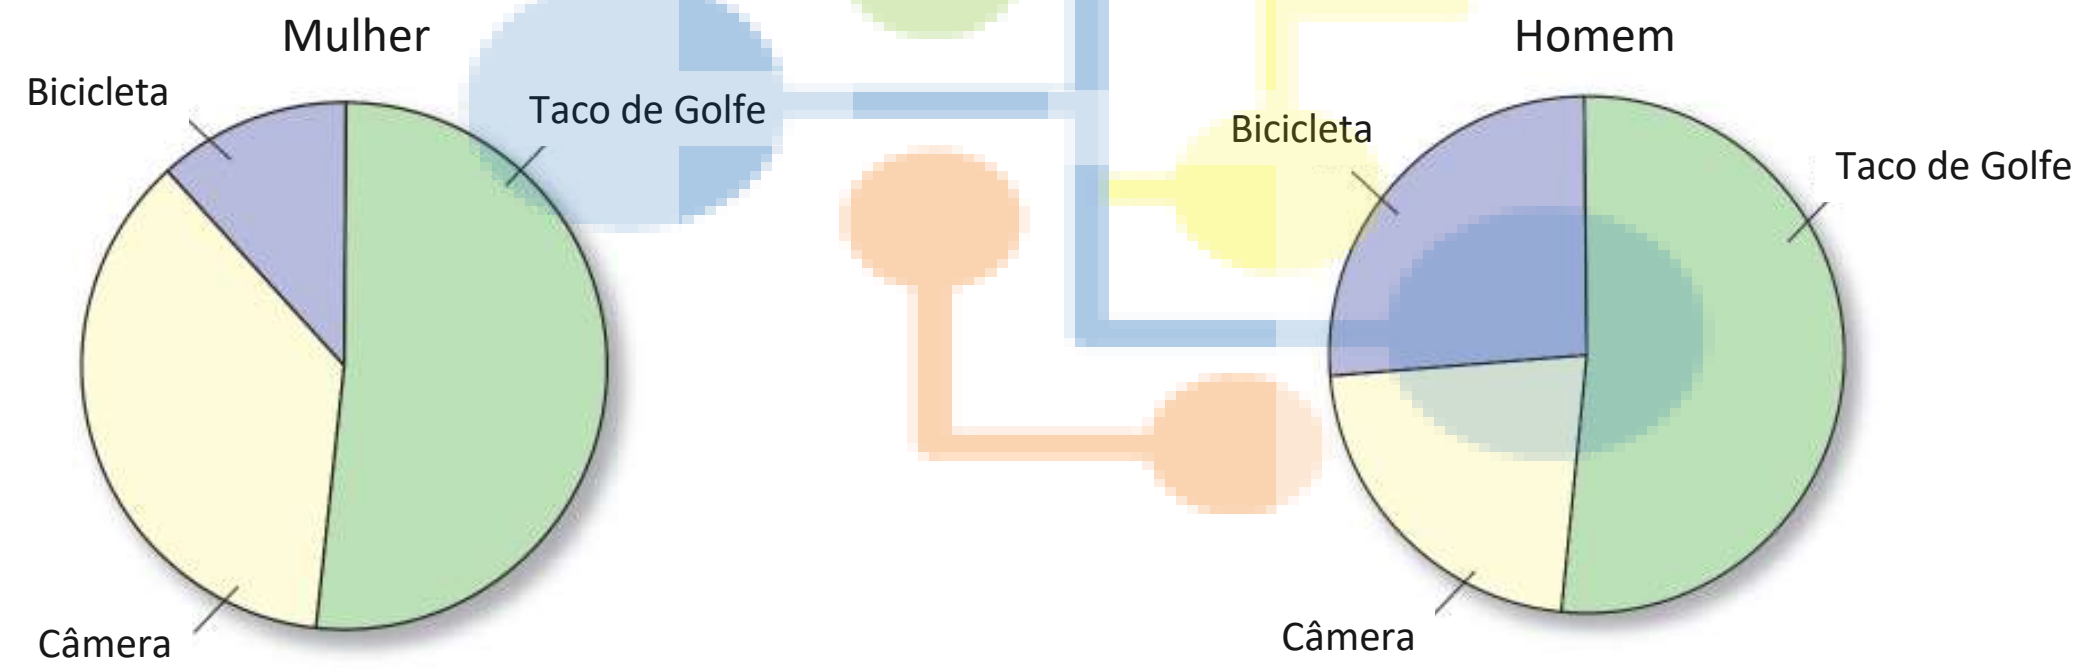 Mulher
Bicicleta
Taco de Golfe
Câmera
Homem
Bicicleta
Taco de Golfe
Câmera